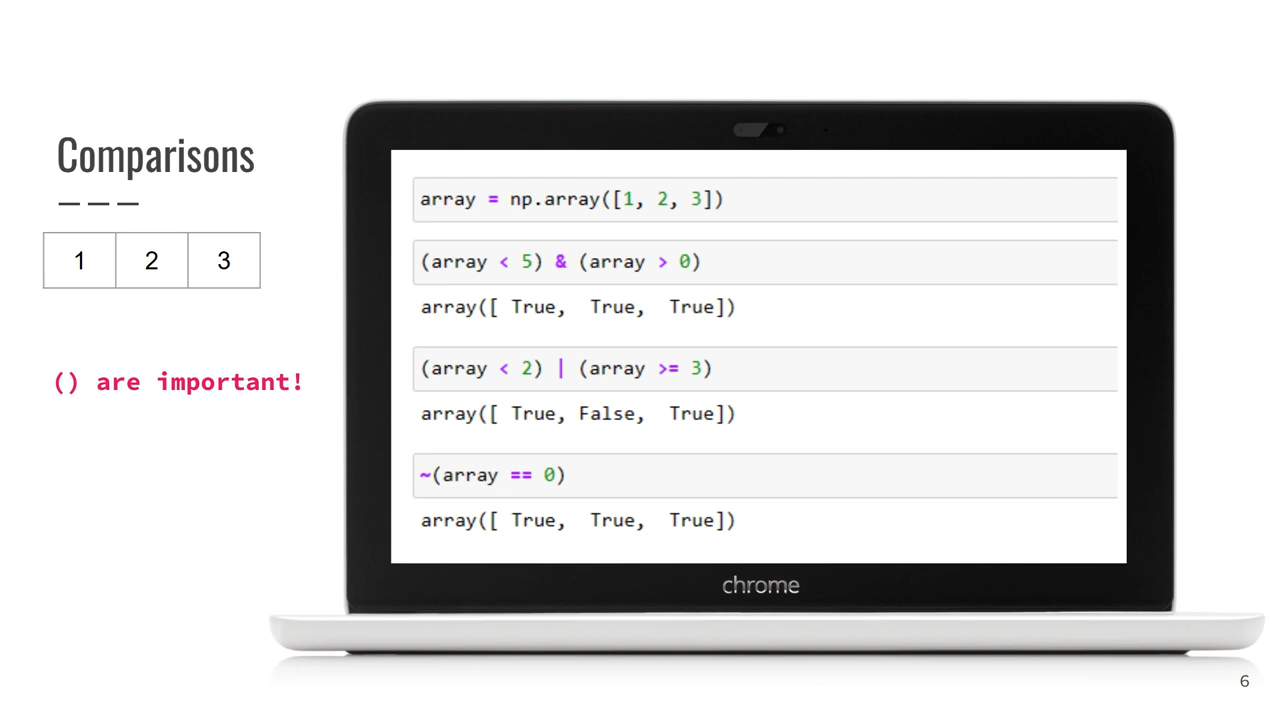 Comparisons
1 2 3
() are important!
array = np.array([1, 2, 3])
(array < 5) & (array > 0)
array([ True,  True,  True])
(array < 2) | (array >= 3)
array([ True, False,  True])
~(array == 0)
array([ True,  True,  True])
chrome
6